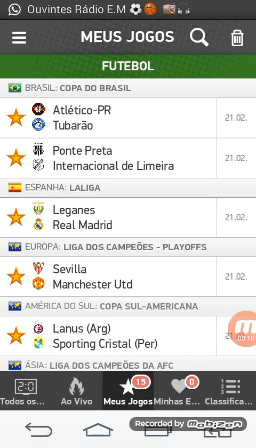 Ouvintes Rádio E.M
MEUS JOGOS
FUTEBOL
BRASIL: COPA DO BRASIL
Atlético-PR
Tubarão
21.02.
Ponte Preta
Internacional de Limeira
21.02.
ESPANHA: LALIGA
Leganes
Real Madrid
21.02.
EUROPA: LIGA DOS CAMPEÕES - PLAYOFFS
Sevilla
Manchester Utd
21.02.
AMÉRICA DO SUL: COPA SUL-AMERICANA
Lanus (Arg)
Sporting Cristal (Per)
ÁSIA: LIGA DOS CAMPEÕES DA AFC
2:0
15
0
Todos os...
Ao Vivo
Meus Jogos
Minhas E...
Classifica...
Recorded by Mobizen